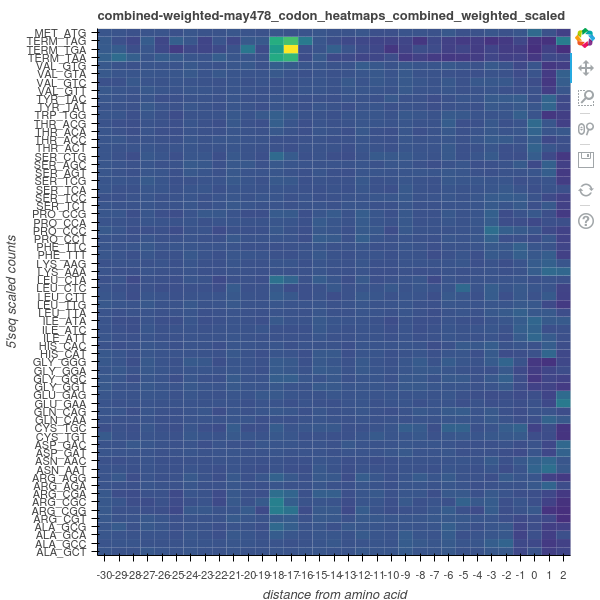 combined-weighted-may478_codon_heatmaps_combined_weighted_scaled
MET_ATG
TERM_TAG
TERM_TGA
TERM_TAA
VAL_GTG
VAL_GTA
VAL_GTC
VAL_GTT
TYR_TAC
TYR_TAT
TRP_TGG
THR_ACG
THR_ACA
THR_ACC
THR_ACT
SER_CTG
SER_AGC
SER_AGT
SER_TCG
SER_TCA
SER_TCC
SER_TCT
PRO_CCG
PRO_CCA
PRO_CCC
PRO_CCT
PHE_TTC
PHE_TTT
LYS_AAG
LYS_AAA
LEU_CTA
LEU_CTC
LEU_CTT
LEU_TTG
LEU_TTA
ILE_ATA
ILE_ATC
ILE_ATT
HIS_CAC
HIS_CAT
GLY_GGG
GLY_GGA
GLY_GGC
GLY_GGT
GLU_GAG
GLU_GAA
GLN_CAG
GLN_CAA
CYS_TGC
CYS_TGT
ASP_GAC
ASP_GAT
ASN_AAC
ASN_AAT
ARG_AGG
ARG_AGA
ARG_CGA
ARG_CGC
ARG_CGG
ARG_CGT
ALA_GCG
ALA_GCA
ALA_GCC
ALA_GCT
5'seq scaled counts
-30 -29 -28 -27 -26 -25 -24 -23 -22 -21 -20 -19 -18 -17 -16 -15 -14 -13 -12 -11 -10 -9 -8 -7 -6 -5 -4 -3 -2 -1 0 1 2
distance from amino acid